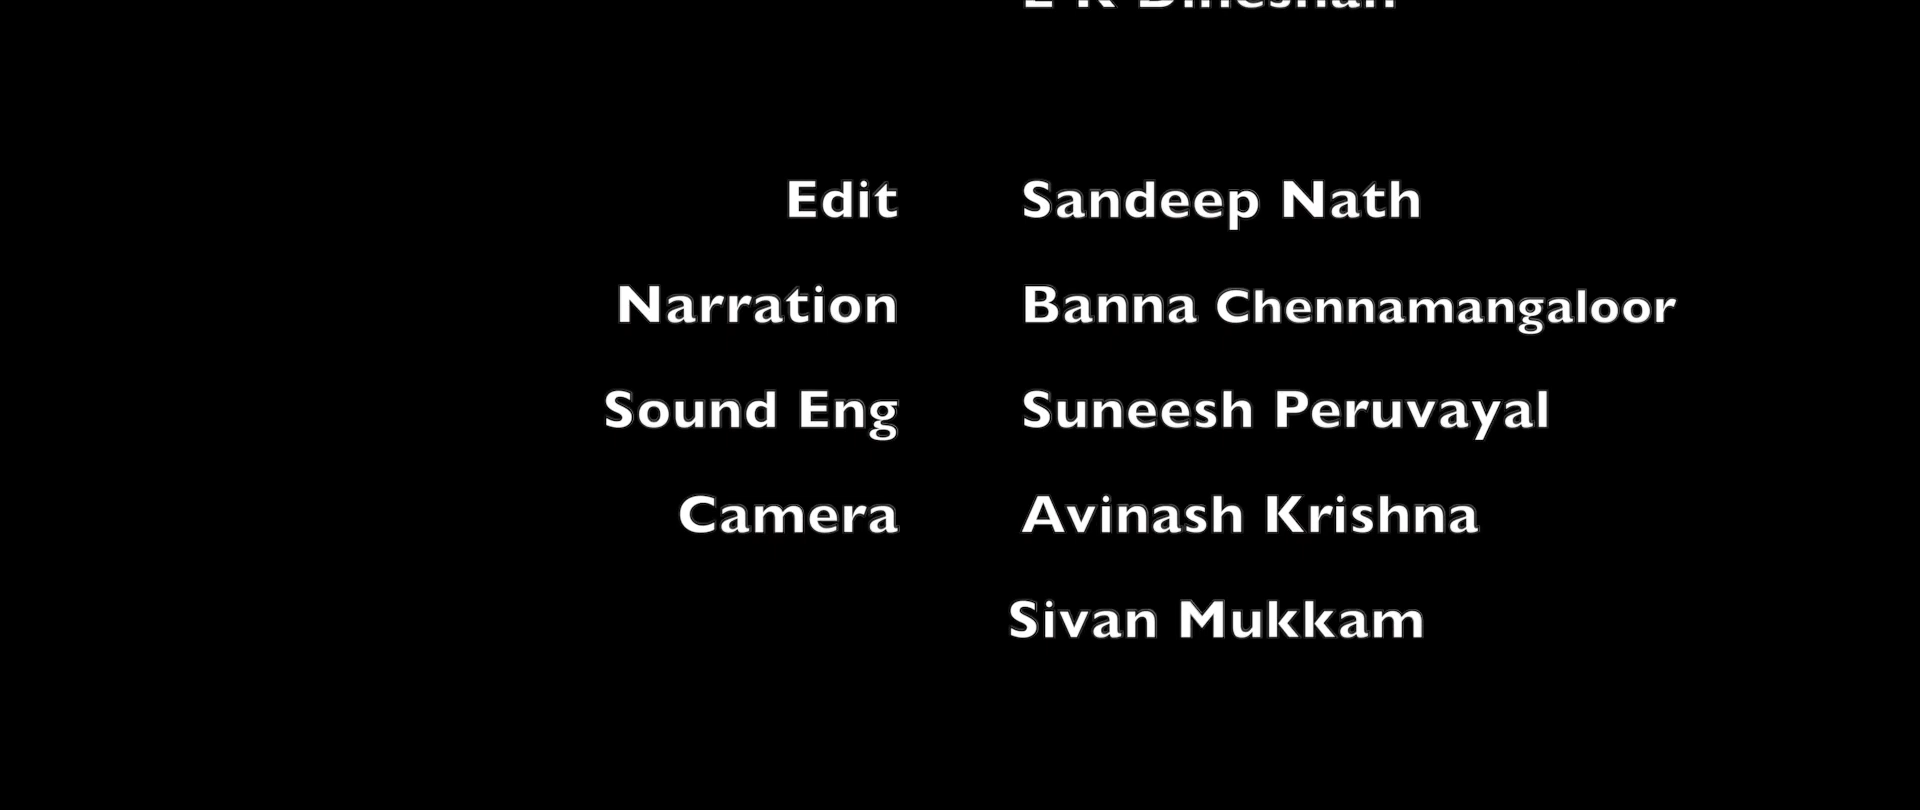 Edit Sandeep Nath
Narration Banna Chennamangaloor
Sound Eng Suneesh Peruvayal
Camera Avinash Krishna
Sivan Mukkam